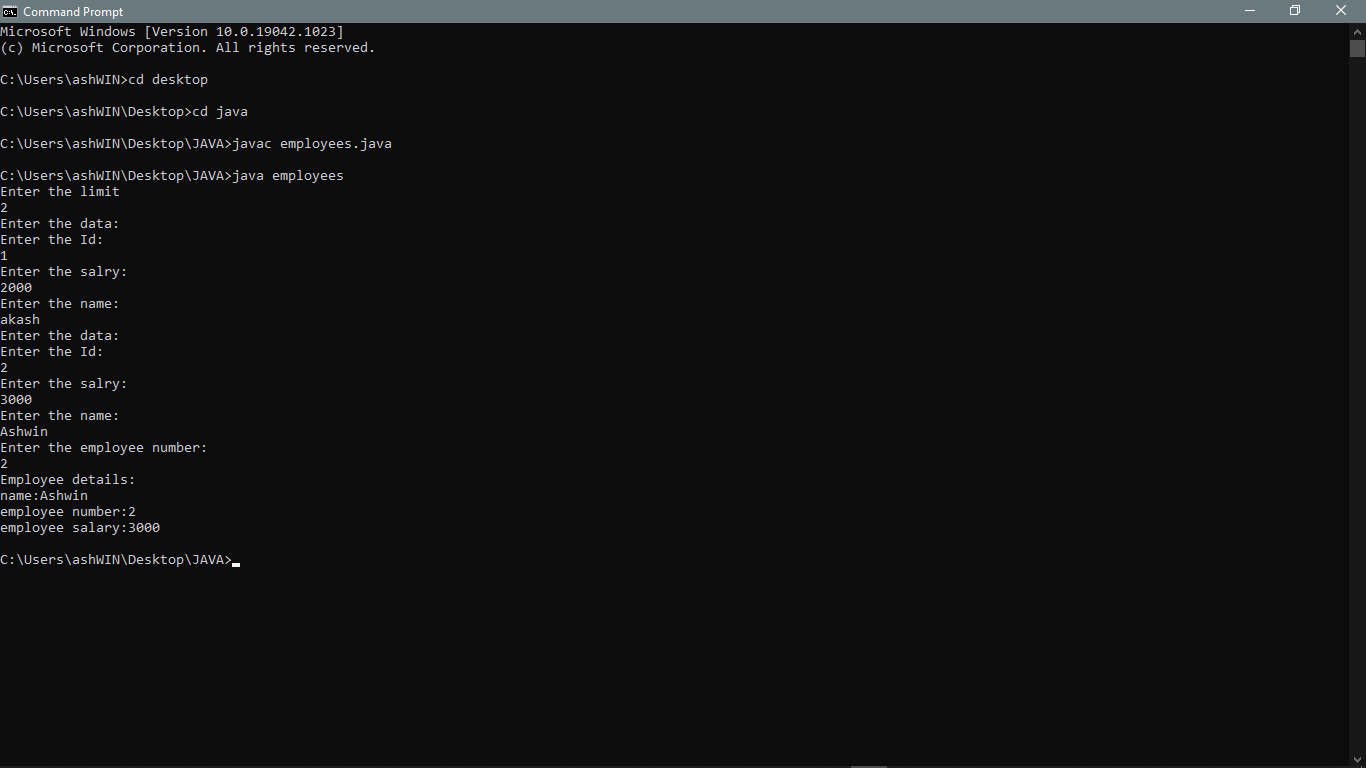 Command Prompt
Microsoft Windows [Version 10.0.19042.1023]
(c) Microsoft Corporation. All rights reserved.
C:\Users\ashWIN>cd desktop
C:\Users\ashWIN\Desktop>cd java
C:\Users\ashWIN\Desktop\JAVA>javac employees.java
C:\Users\ashWIN\Desktop\JAVA>java employees
Enter the limit
2
Enter the data:
Enter the Id:
1
Enter the salry:
2000
Enter the name:
akash
Enter the data:
Enter the Id:
2
Enter the salry:
3000
Enter the name:
Ashwin
Enter the employee number:
2
Employee details:
name:Ashwin
employee number:2
employee salary:3000
C:\Users\ashWIN\Desktop\JAVA>